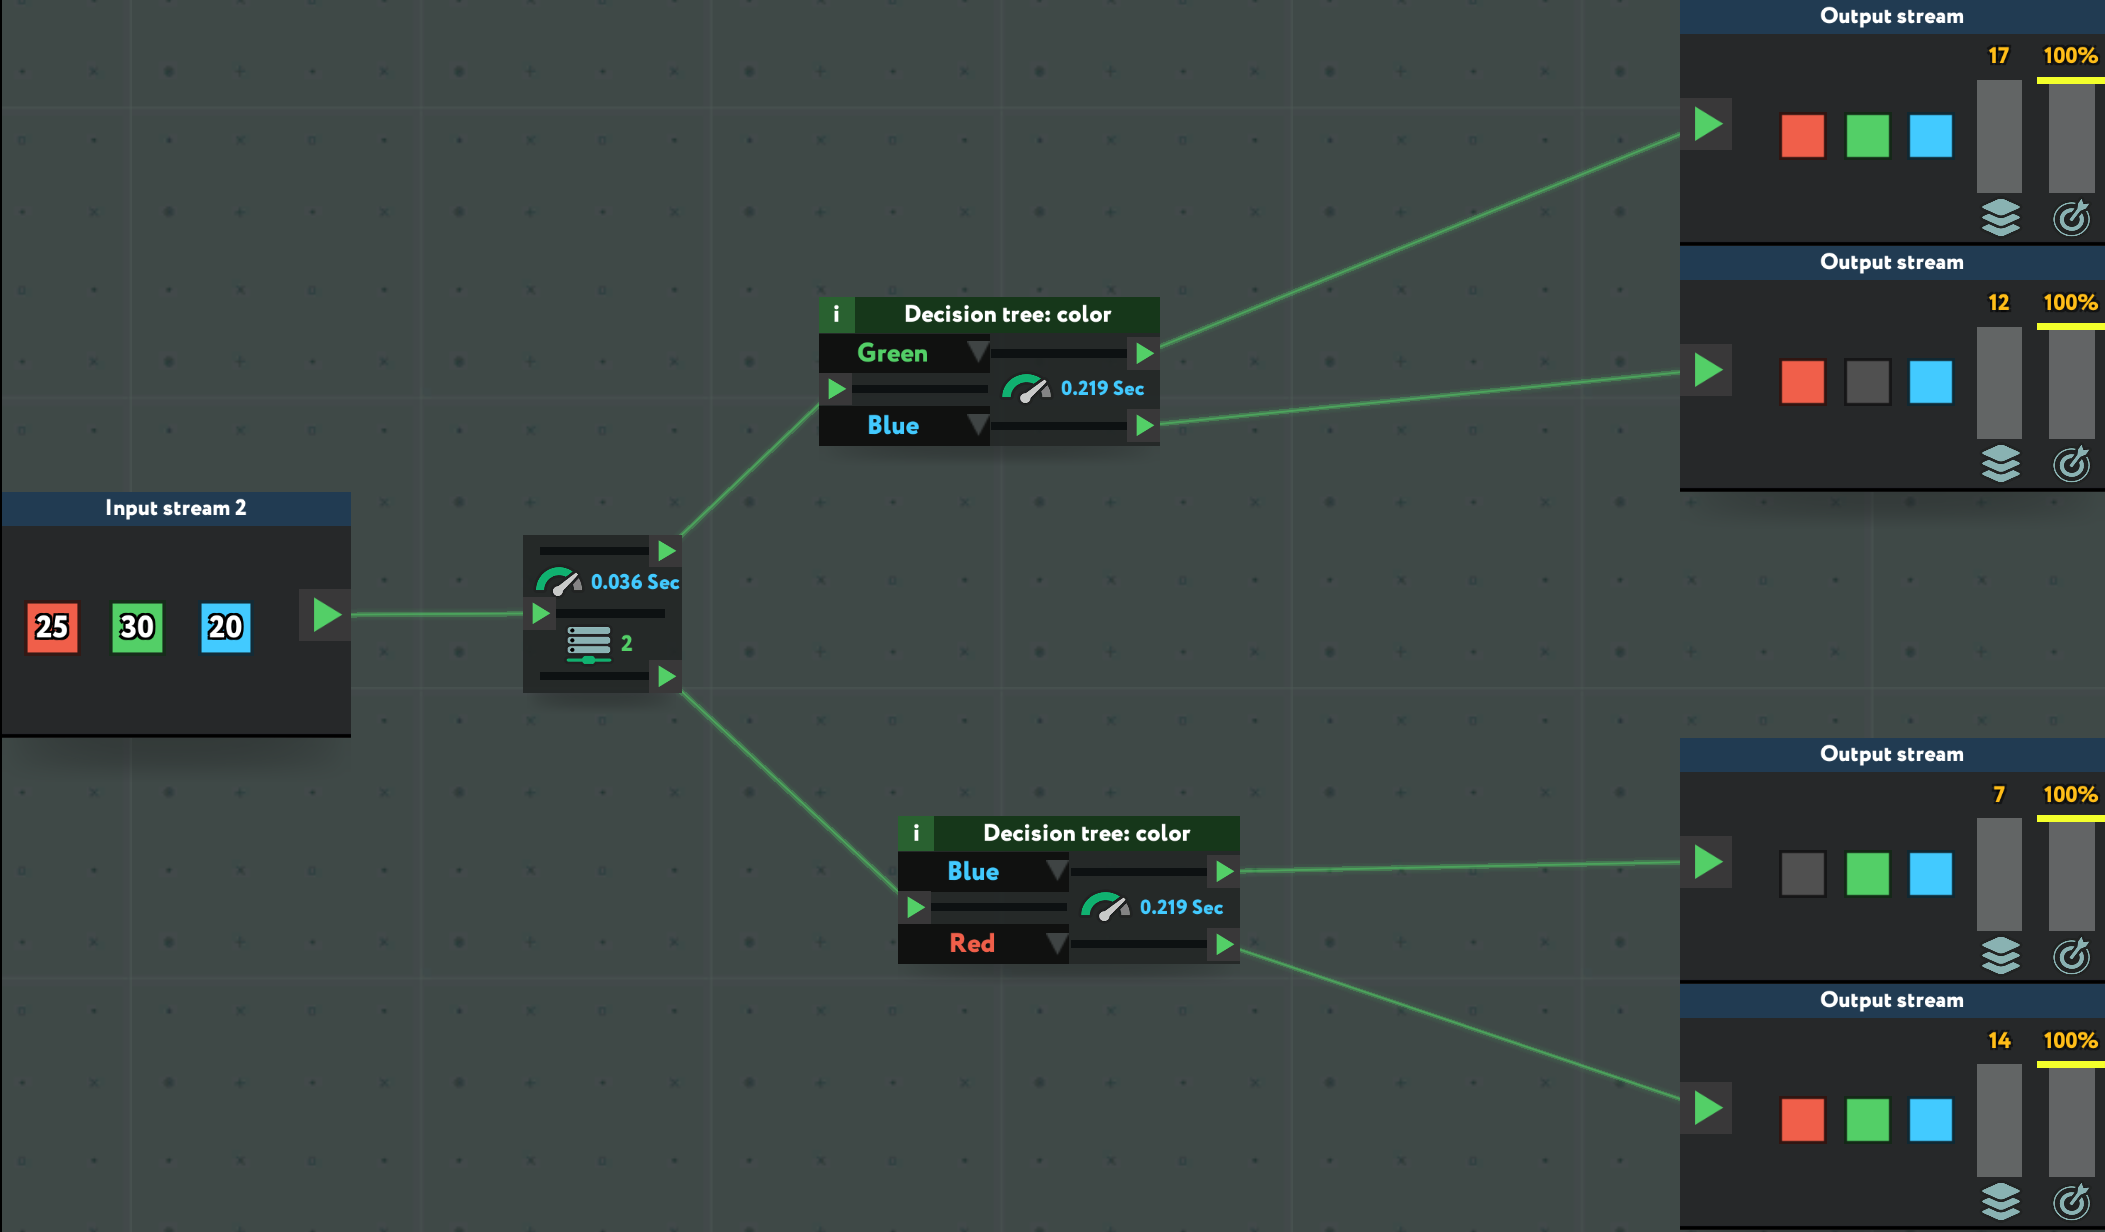 Output stream
17 100%
i Decision tree: color
Green
0.219 Sec
Blue
Output stream
12 100%
Input stream 2
25 30 20
0.036 Sec
2
i Decision tree: color
Blue
0.219 Sec
Red
Output stream
7 100%
Output stream
14 100%